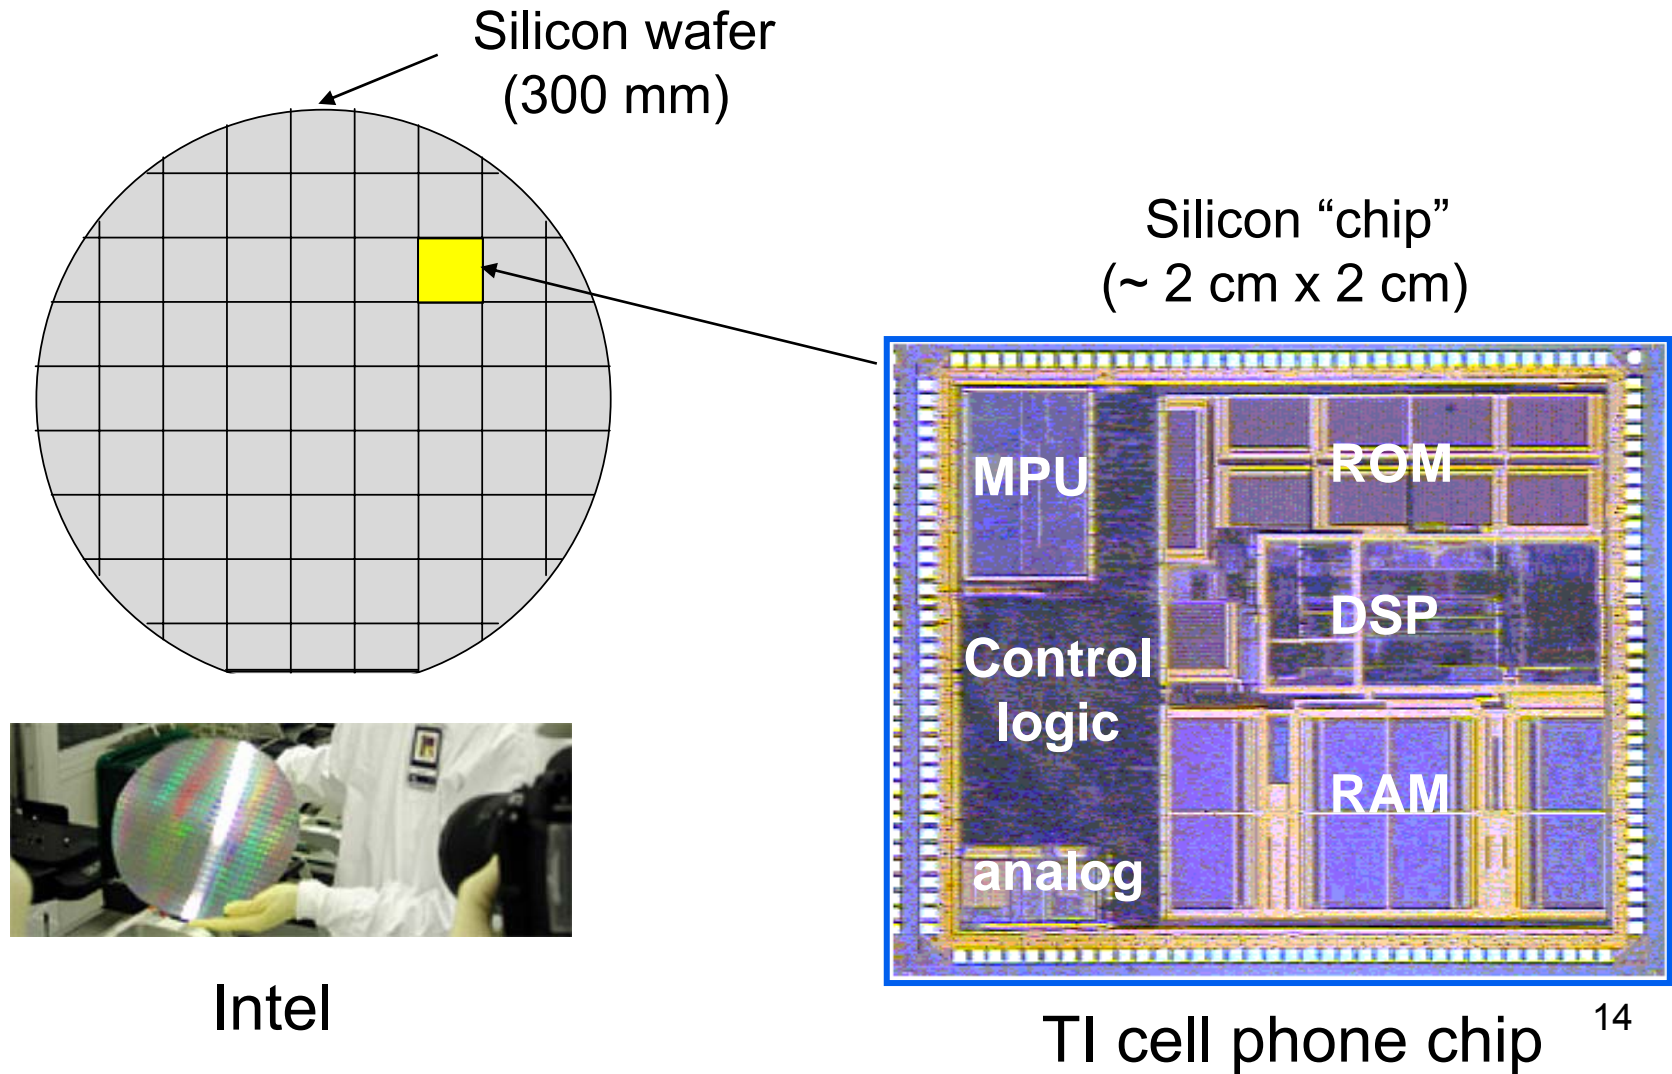 Silicon wafer
(300 mm)
Silicon “chip”
(~ 2 cm x 2 cm)
MPU
ROM
DSP
Control
logic
RAM
analog
Intel
TI cell phone chip
14